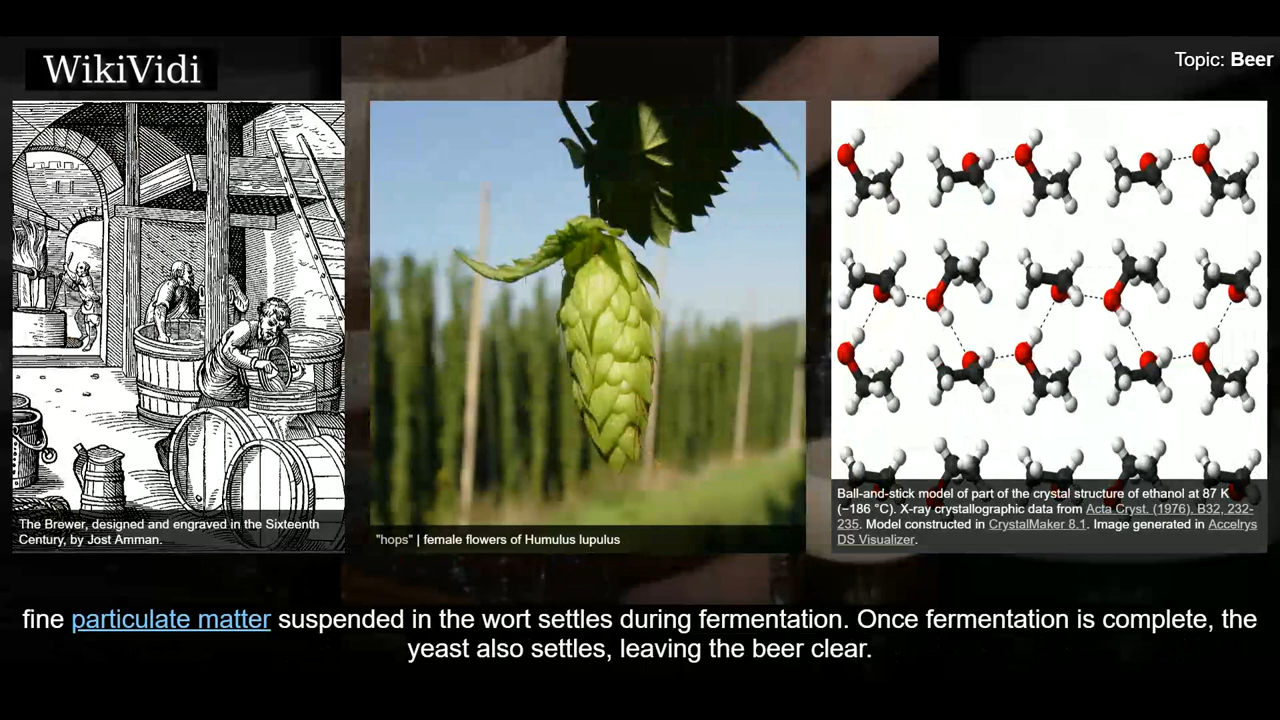 WikiVidi
Topic: Beer
The Brewer, designed and engraved in the Sixteenth
Century, by Jost Amman.
"hops" | female flowers of Humulus lupulus
Ball-and-stick model of part of the crystal structure of ethanol at 87 K
(−186 °C). X-ray crystallographic data from Acta Cryst. (1976). B32, 232-
235. Model constructed in CrystalMaker 8.1. Image generated in Accelrys
DS Visualizer.
fine particulate matter suspended in the wort settles during fermentation. Once fermentation is complete, the
yeast also settles, leaving the beer clear.